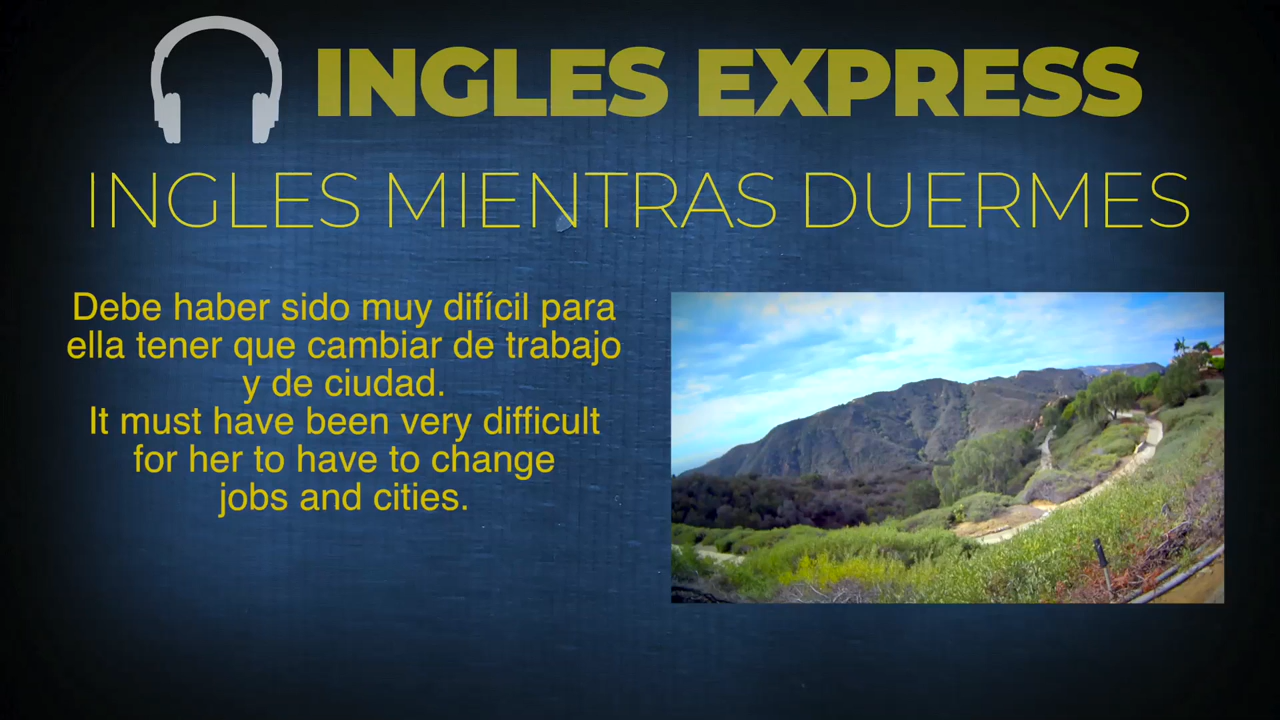 INGLES EXPRESS
INGLES MIENTRAS DUERMES
Debe haber sido muy difícil para
ella tener que cambiar de trabajo
y de ciudad.
It must have been very difficult
for her to have to change
jobs and cities.